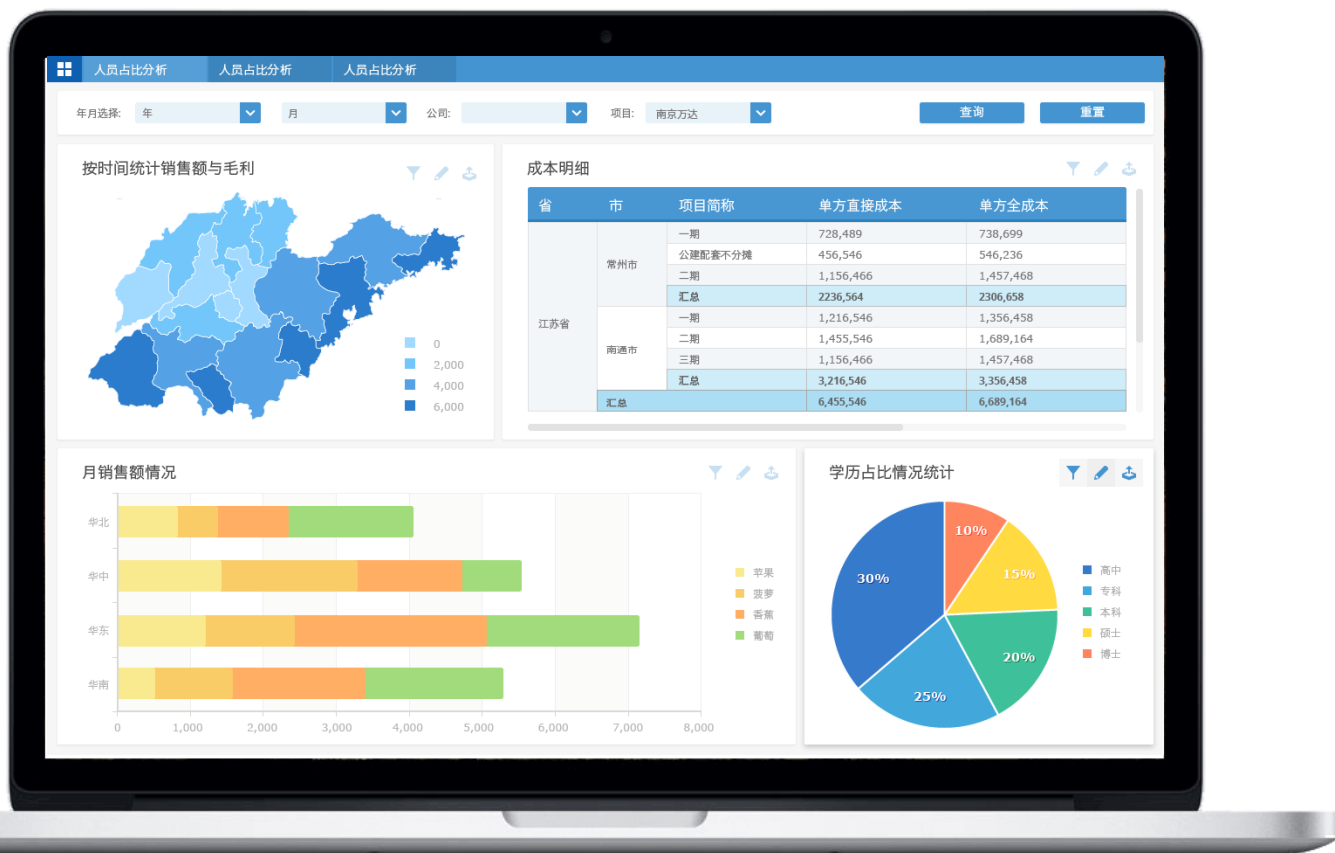 人员占比分析 人员占比分析 人员占比分析
年月选择: 年 月 公司: 项目: 南京万达 查询 重置
按时间统计销售额与毛利
0
2,000
4,000
6,000
成本明细
省 市 项目简称 单方直接成本 单方全成本
一期 728,489 738,699
公建配套不分摊 456,546 546,236
常州市
二期 1,156,466 1,457,468
汇总 2236,564 2306,658
江苏省
一期 1,216,546 1,356,458
二期 1,455,546 1,689,164
南通市
三期 1,156,466 1,457,468
汇总 3,216,546 3,356,458
汇总 6,455,546 6,689,164
月销售额情况
华北
华中
华东
华南
0 1,000 2,000 3,000 4,000 5,000 6,000 7,000 8,000
苹果
菠萝
香蕉
葡萄
学历占比情况统计
10%
15%
30%
20%
25%
高中
专科
本科
硕士
博士